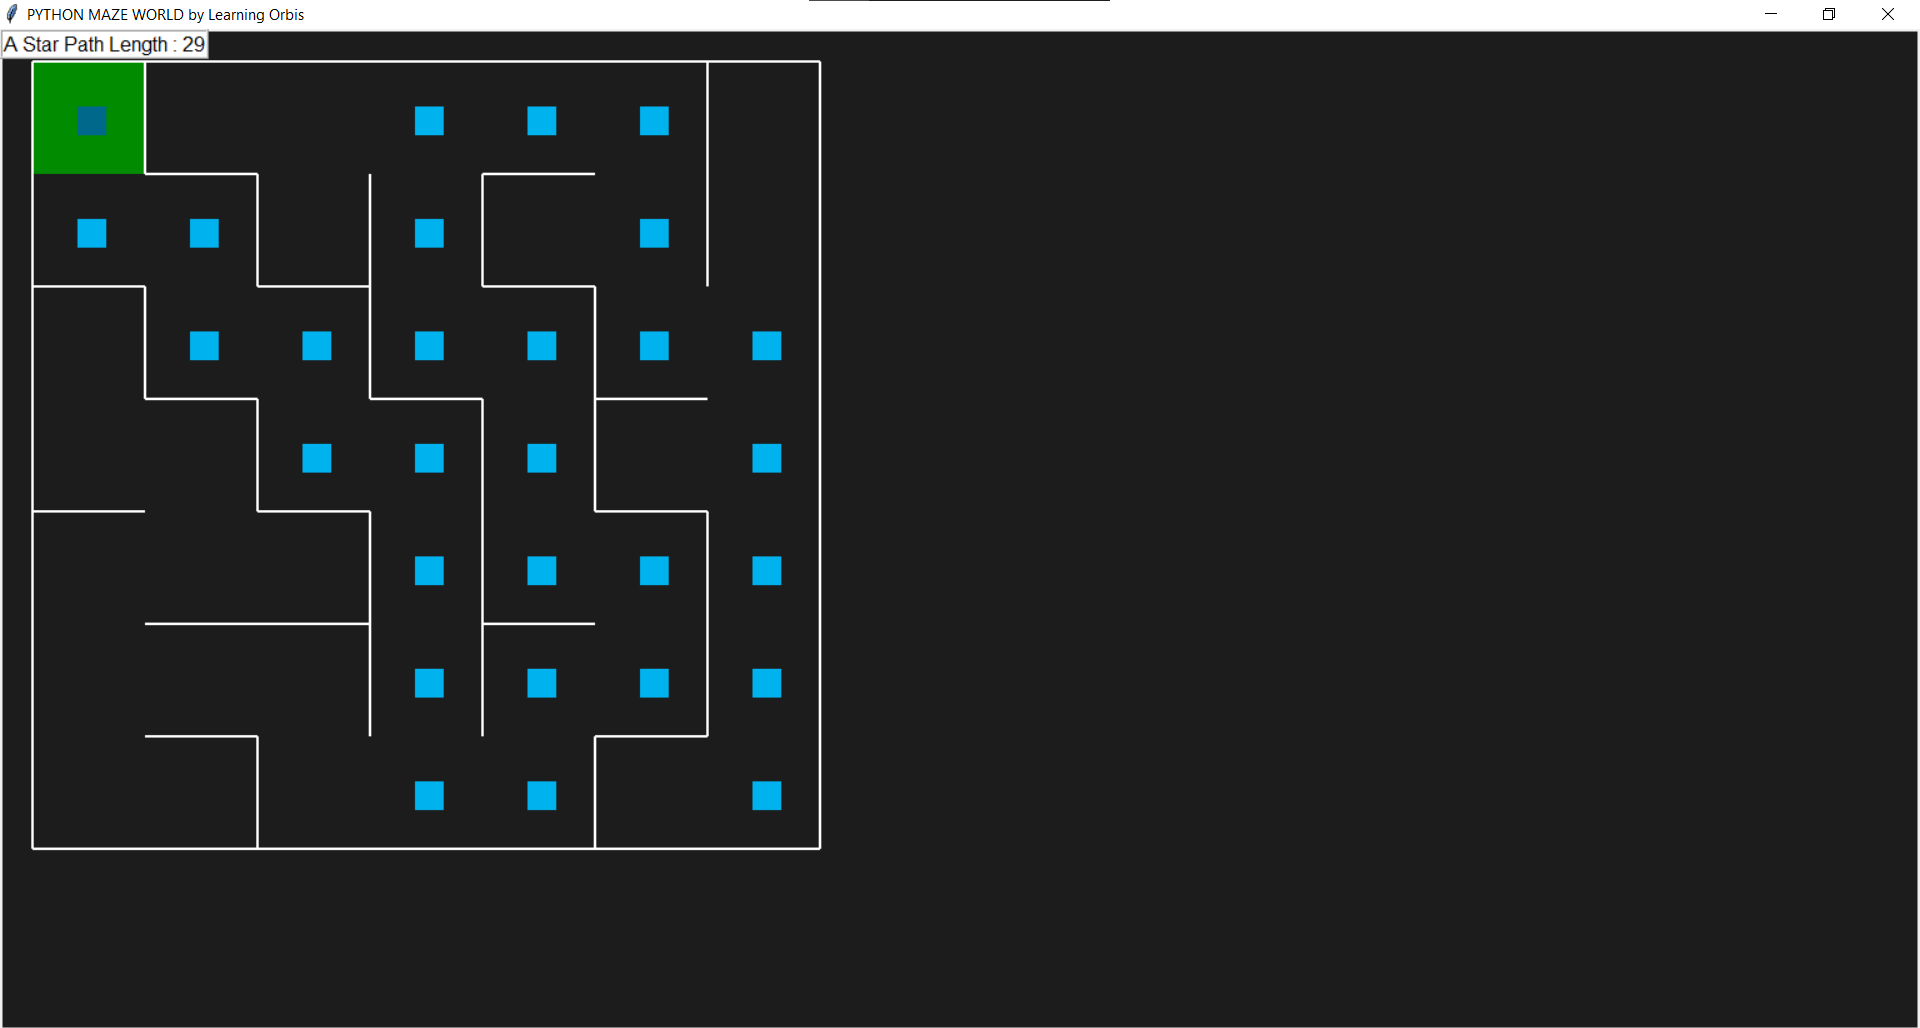 PYTHON MAZE WORLD by Learning Orbis
A Star Path Length : 29